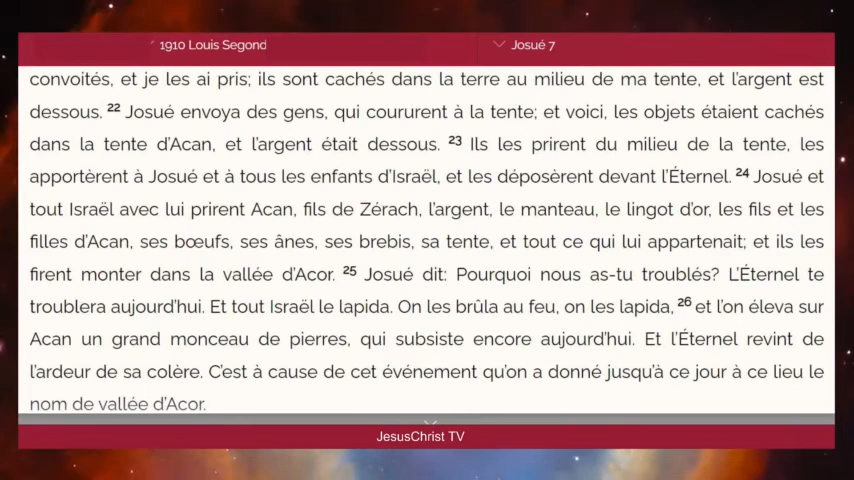 1910 Louis Segond
Josué 7
convoités, et je les ai pris; ils sont cachés dans la terre au milieu de ma tente, et l'argent est
dessous. 22 Josué envoya des gens, qui coururent à la tente; et voici, les objets étaient cachés
dans la tente d'Acan, et l'argent était dessous. 23 Ils les prirent du milieu de la tente, les
apportèrent à Josué et à tous les enfants d'Israël, et les déposèrent devant l'Éternel. 24 Josué et
tout Israël avec lui prirent Acan, fils de Zérach, l'argent, le manteau, le lingot d'or, les fils et les
filles d'Acan, ses bœufs, ses ânes, ses brebis, sa tente, et tout ce qui lui appartenait; et ils les
firent monter dans la vallée d'Acor. 25 Josué dit: Pourquoi nous as-tu troublés? L'Éternel te
troublera aujourd'hui. Et tout Israël le lapida. On les brûla au feu, on les lapida, 26 et l'on éleva sur
Acan un grand monceau de pierres, qui subsiste encore aujourd'hui. Et l'Éternel revint de
l'ardeur de sa colère. C'est à cause de cet événement qu'on a donné jusqu'à ce jour à ce lieu le
nom de vallée d'Acor.
JesusChrist TV